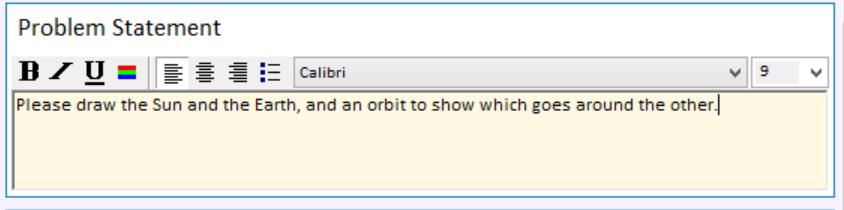 Problem Statement
B I U Calibri 9
Please draw the Sun and the Earth, and an orbit to show which goes around the other.